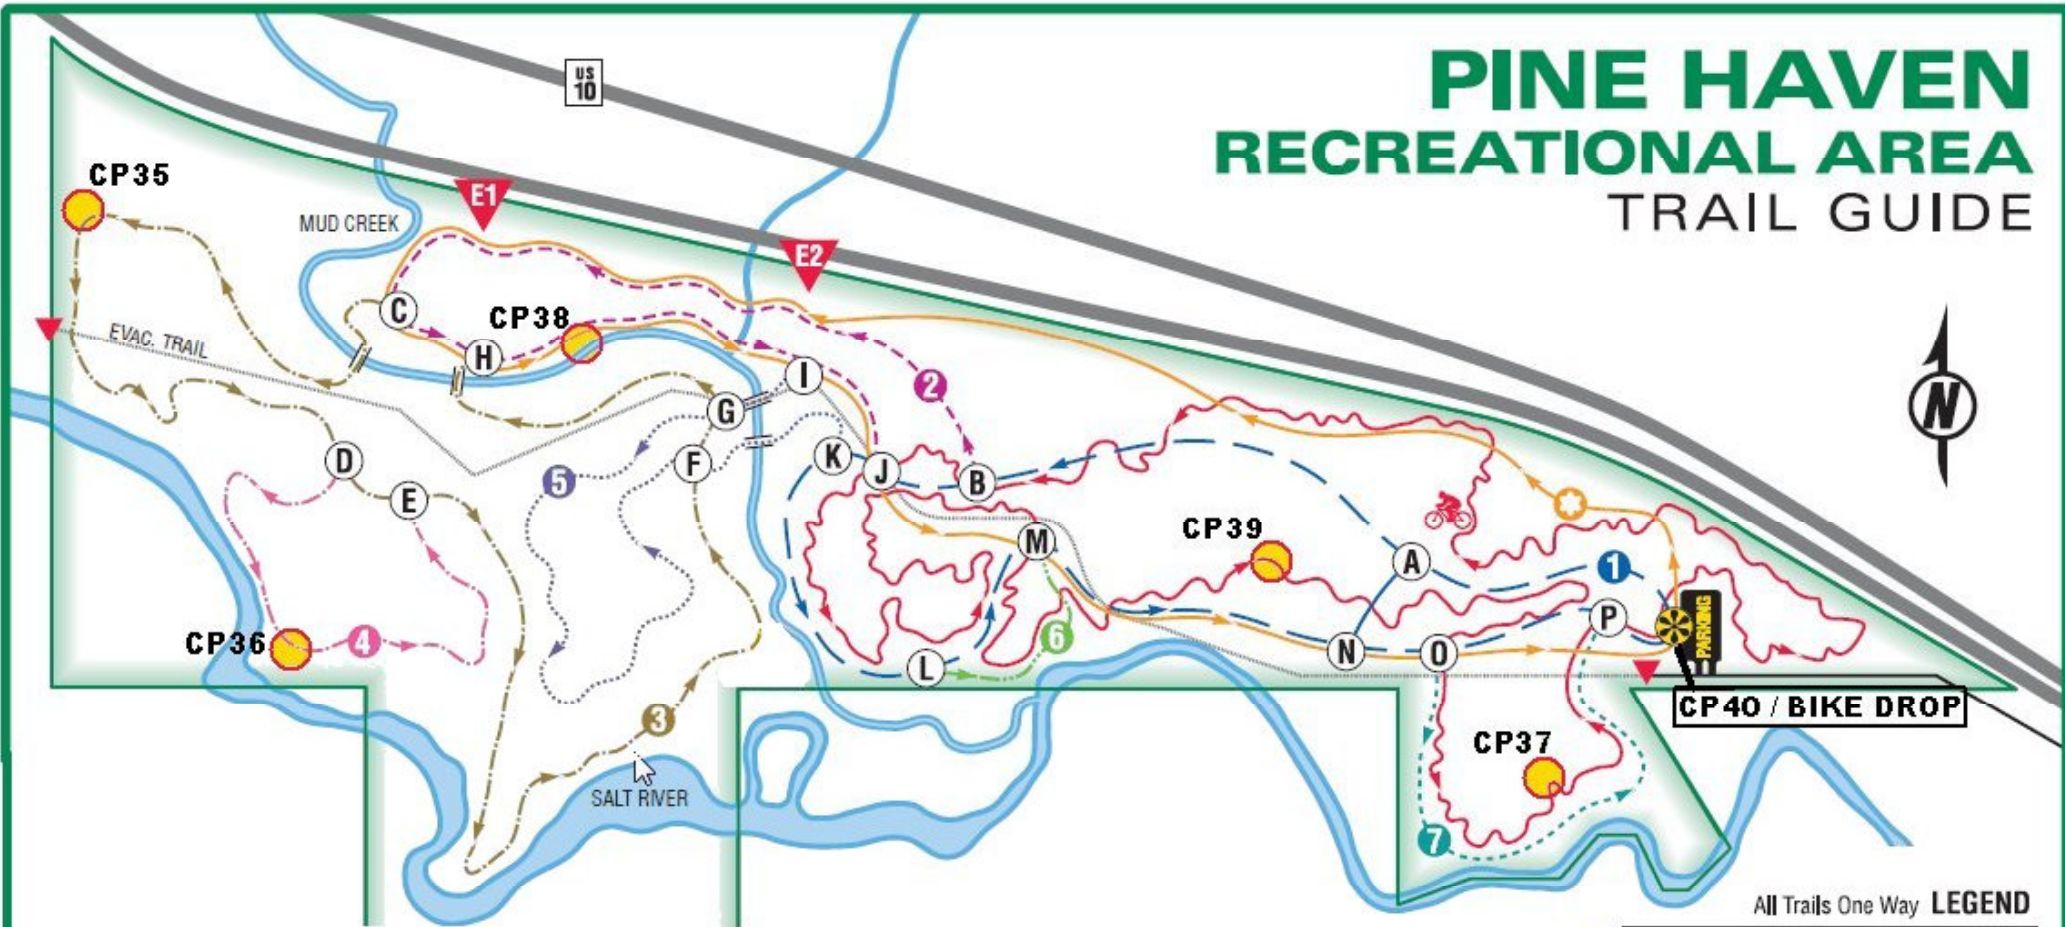 PINE HAVEN
RECREATIONAL AREA
TRAIL GUIDE
US
10
CP35
E1
MUD CREEK
E2
C
CP38
H
EVAC. TRAIL
I
2
G
D
F
K
J
B
5
E
N
CP39
M
A
1
P
PARKING
CP36
4
6
L
N
O
3
CP40 / BIKE DROP
CP37
SALT RIVER
7
All Trails One Way LEGEND